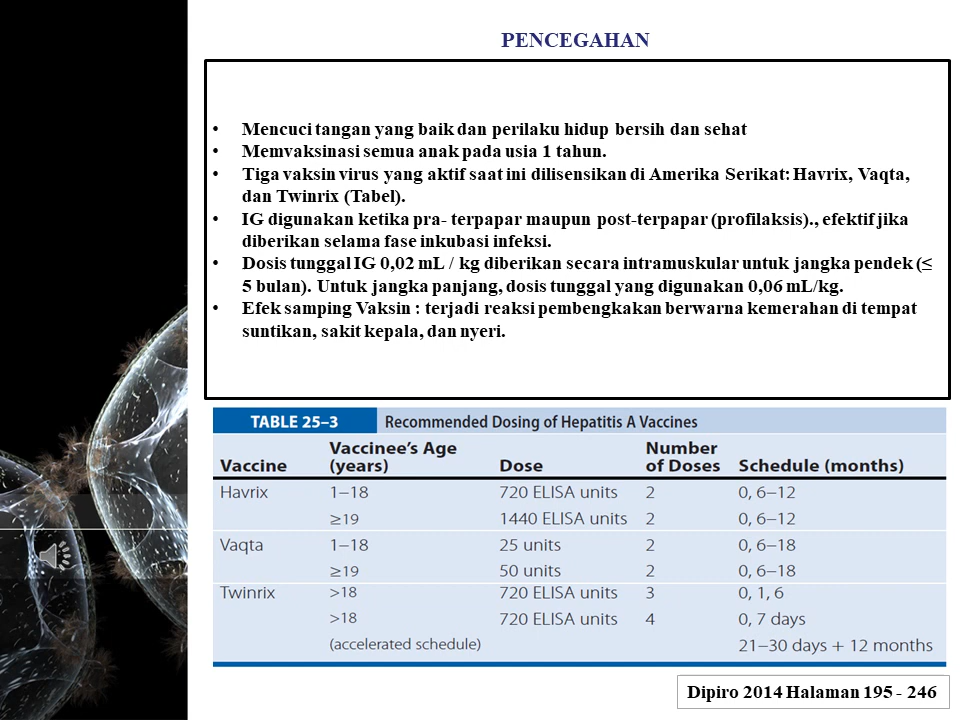 PENCEGAHAN
• Mencuci tangan yang baik dan perilaku hidup bersih dan sehat
• Memvaksinasi semua anak pada usia 1 tahun.
• Tiga vaksin virus yang aktif saat ini dilisensikan di Amerika Serikat: Havrix, Vaqta,
dan Twinrix (Tabel).
• IG digunakan ketika pra- terpapar maupun post-terpapar (profilaksis)., efektif jika
diberikan selama fase inkubasi infeksi.
• Dosis tunggal IG 0,02 mL / kg diberikan secara intramuskular untuk jangka pendek (≤
5 bulan). Untuk jangka panjang, dosis tunggal yang digunakan 0,06 mL/kg.
• Efek samping Vaksin : terjadi reaksi pembengkakan berwarna kemerahan di tempat
suntikan, sakit kepala, dan nyeri.
TABLE 25–3 Recommended Dosing of Hepatitis A Vaccines
Vaccinee's Age Number
Vaccine (years) Dose of Doses Schedule (months)
Havrix 1–18 720 ELISA units 2 0, 6–12
≥19 1440 ELISA units 2 0, 6–12
Vaqta 1–18 25 units 2 0, 6–18
≥19 50 units 2 0, 6–18
Twinrix >18 720 ELISA units 3 0, 1, 6
>18 720 ELISA units 4 0, 7 days
(accelerated schedule) 21–30 days + 12 months
Dipiro 2014 Halaman 195 - 246